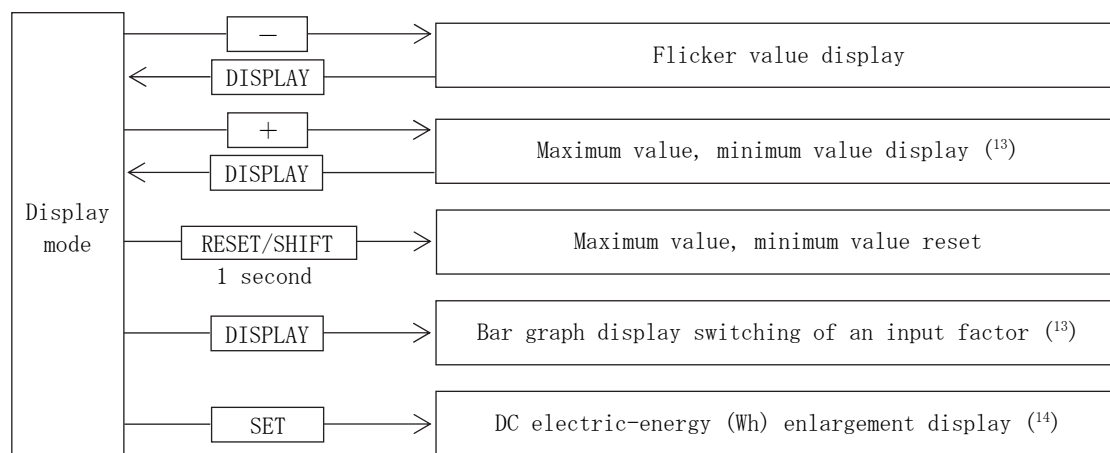 Display
mode
—
Flicker value display
DISPLAY
+
Maximum value, minimum value display (¹³)
DISPLAY
RESET/SHIFT
1 second
Maximum value, minimum value reset
DISPLAY
Bar graph display switching of an input factor (¹³)
SET
DC electric-energy (Wh) enlargement display (¹⁴)